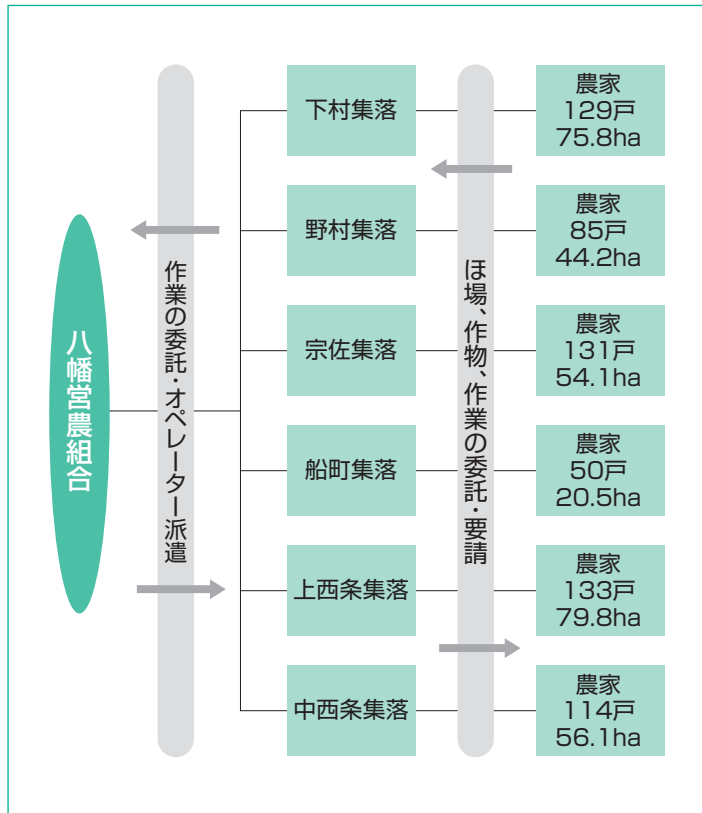 八幡営農組合
作業の委託・オペレーター派遣
下村集落
野村集落
宗佐集落
船町集落
上西条集落
中西条集落
ほ場、作物、作業の委託・要請
農家
129戸
75.8ha
農家
85戸
44.2ha
農家
131戸
54.1ha
農家
50戸
20.5ha
農家
133戸
79.8ha
農家
114戸
56.1ha